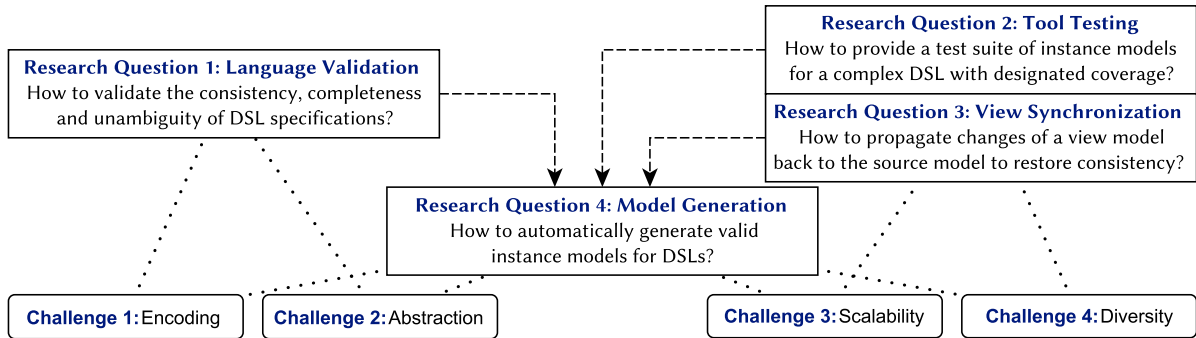 Research Question 1: Language Validation
How to validate the consistency, completeness
and unambiguity of DSL specifications?
Research Question 2: Tool Testing
How to provide a test suite of instance models
for a complex DSL with designated coverage?
Research Question 3: View Synchronization
How to propagate changes of a view model
back to the source model to restore consistency?
Research Question 4: Model Generation
How to automatically generate valid
instance models for DSLs?
Challenge 1: Encoding
Challenge 2: Abstraction
Challenge 3: Scalability
Challenge 4: Diversity